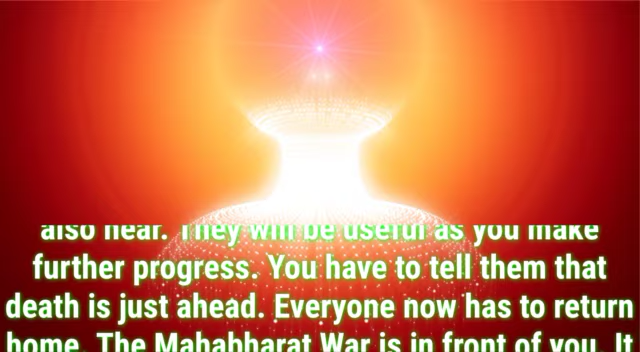 also hear. They will be useful as you make
further progress. You have to tell them that
death is just ahead. Everyone now has to return
home. The Mahabharat War is in front of you. It